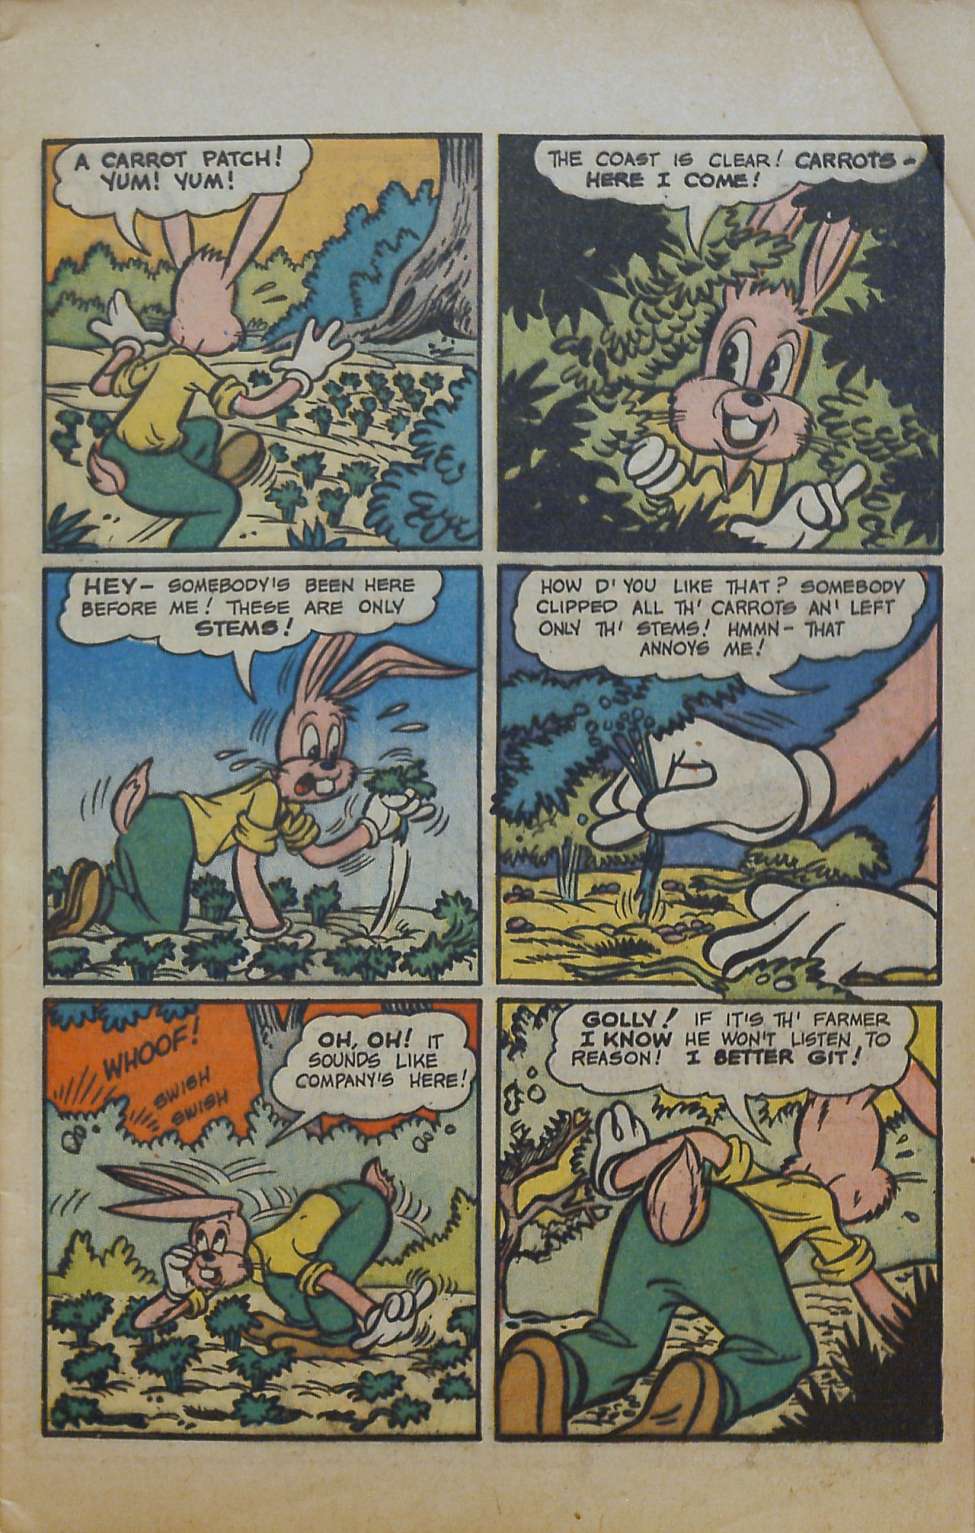 A CARROT PATCH!
YUM! YUM!
THE COAST IS CLEAR! CARROTS-
HERE I COME!
HEY- SOMEBODY'S BEEN HERE
BEFORE ME! THESE ARE ONLY
STEMS!
HOW D' YOU LIKE THAT? SOMEBODY
CLIPPED ALL TH' CARROTS AN' LEFT
ONLY TH' STEMS! HMMN- THAT
ANNOYS ME!
WHOOF!
SWISH
SWISH
OH, OH! IT
SOUNDS LIKE
COMPANY'S HERE!
GOLLY! IF IT'S TH' FARMER
I KNOW HE WON'T LISTEN TO
REASON! I BETTER GIT!